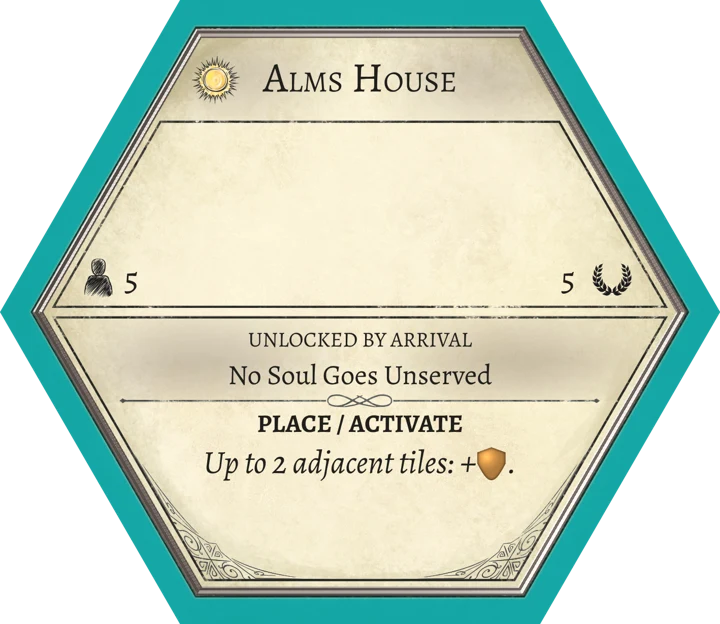 Alms House
5
5
UNLOCKED BY ARRIVAL
No Soul Goes Unserved
PLACE / ACTIVATE
Up to 2 adjacent tiles: + .